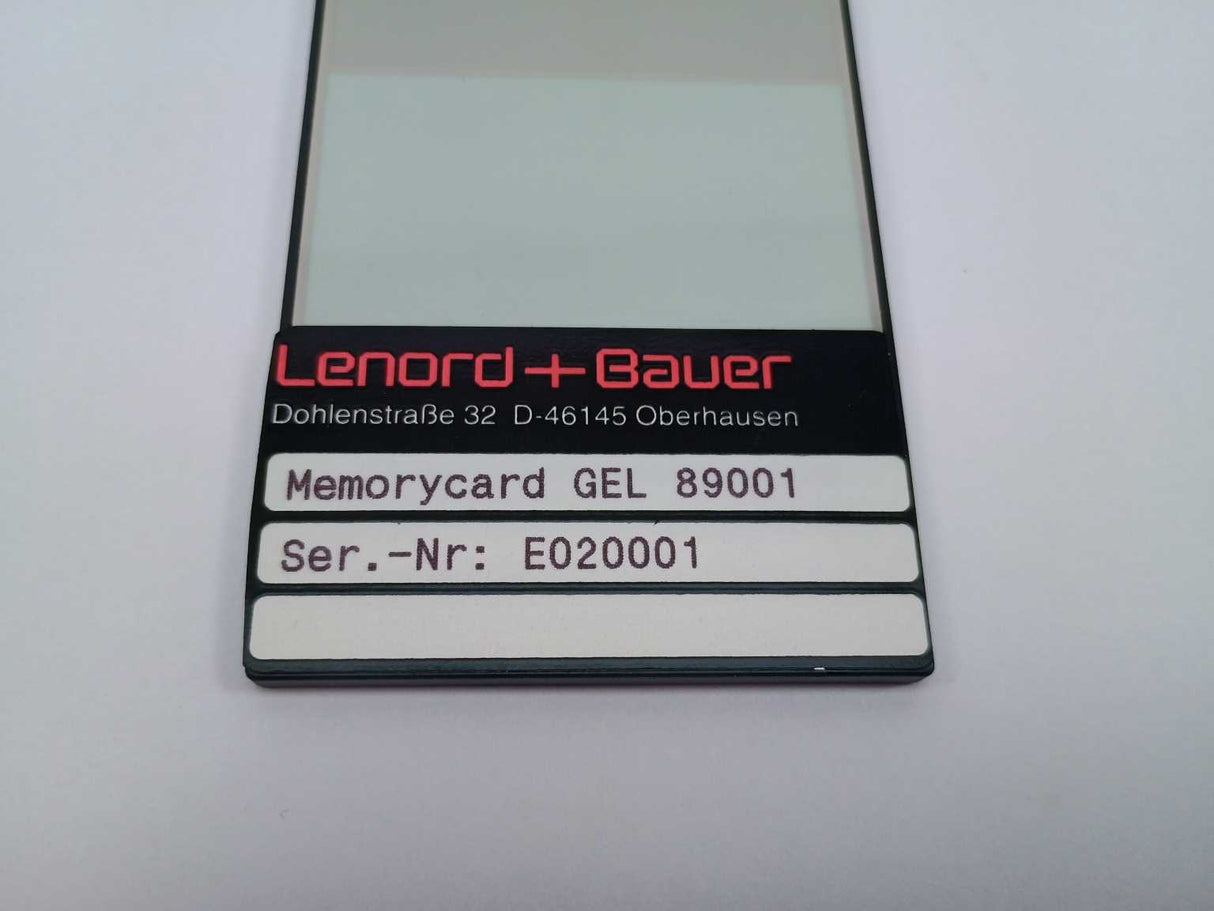 Lenord+Bauer
Dohlenstraße 32 D-46145 Oberhausen
Memorycard GEL 89001
Ser.-Nr: E020001